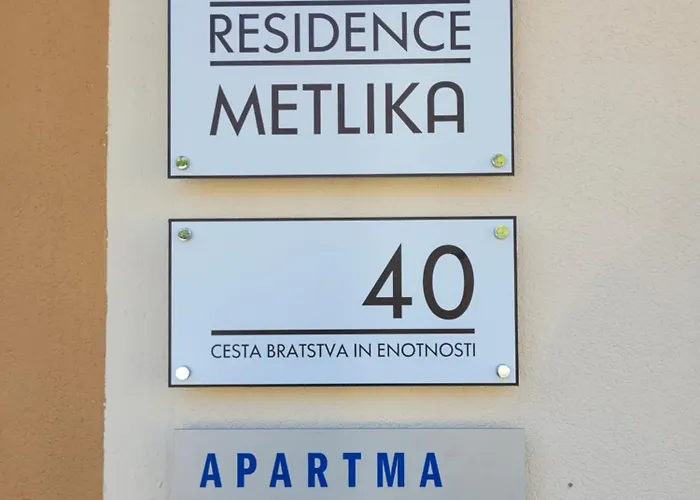 RESIDENCE
METLIKA
40
CESTA BRATSTVA IN ENOTNOSTI
APARTMA